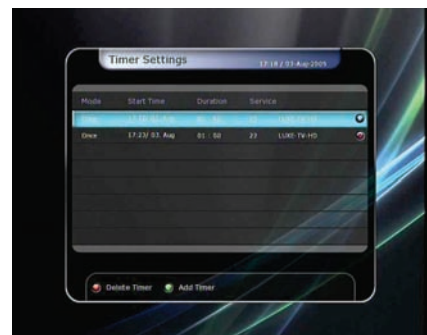 Timer Settings 17:18 / 03-Aug-2009
Mode Start Time Duration Service
Once 17:23/ 03. Aug 01 : 50 22 LUXE-TV-HD
Delete Timer Add Timer